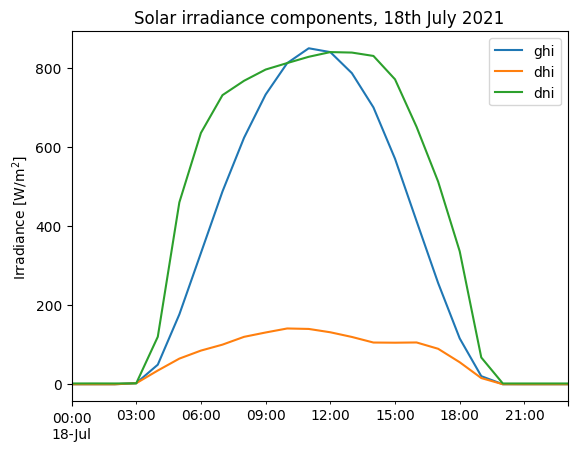 Solar irradiance components, 18th July 2021
ghi
dhi
dni
Irradiance [W/m²]
800
600
400
200
0
00:00 03:00 06:00 09:00 12:00 15:00 18:00 21:00
18-Jul